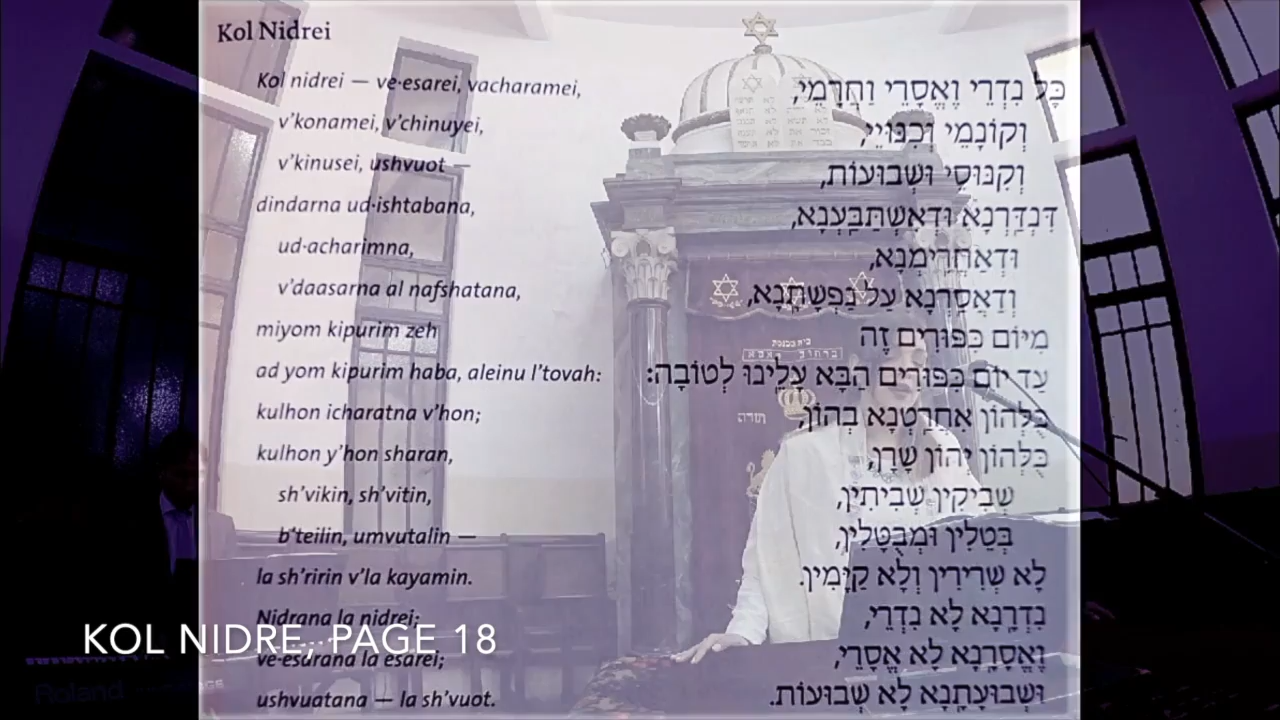 Kol Nidrei
Kol nidrei — ve·esarei, vacharamei,
v'konamei, v'chinuyei,
v'kinusei, ushvuot
dindarna ud·ishtabana,
ud·acharimna,
v'daasarna al nafshatana,
miyom kipurim zeh
ad yom kipurim haba, aleinu l'tovah:
kulhon icharatna v'hon;
kulhon y'hon sharan,
sh'vikin, sh'vitin,
b'teilin, umvutalin —
la sh'ririn v'la kayamin.
Nidrana la nidrei;
ve·esarana la esarei;
ushvuatana — la sh'vuot.
כָּל נִדְרֵי וֶאֱסָרֵי וַחֲרָמֵי,
וְקוֹנָמֵי וְכִנּוּיֵי,
וְקִנּוּסֵי וּשְׁבוּעוֹת,
דִּנְדַּרְנָא וּדְאִשְׁתַּבַּֽעְנָא,
וּדְאַחֲרִֽימְנָא,
וְדַאֲסַֽרְנָא עַל נַפְשָׁתָֽנָא,
מִיּוֹם כִּפּוּרִים זֶה
עַד יוֹם כִּפּוּרִים הַבָּא עָלֵֽינוּ לְטוֹבָה:
כֻּלְּהוֹן אִחֲרַֽטְנָא בְהוֹן,
כֻּלְּהוֹן יְהוֹן שָׁרָן,
שְׁבִיקִין שְׁבִיתִין,
בְּטֵלִין וּמְבֻטָּלִין,
לָא שְׁרִירִין וְלָא קַיָּמִין.
נִדְרָֽנָא לָא נִדְרֵי,
וֶאֱסָרָֽנָא לָא אֱסָרֵי,
וּשְׁבוּעָתָֽנָא לָא שְׁבוּעוֹת.
KOL NIDRE, PAGE 18
תורה
Roland